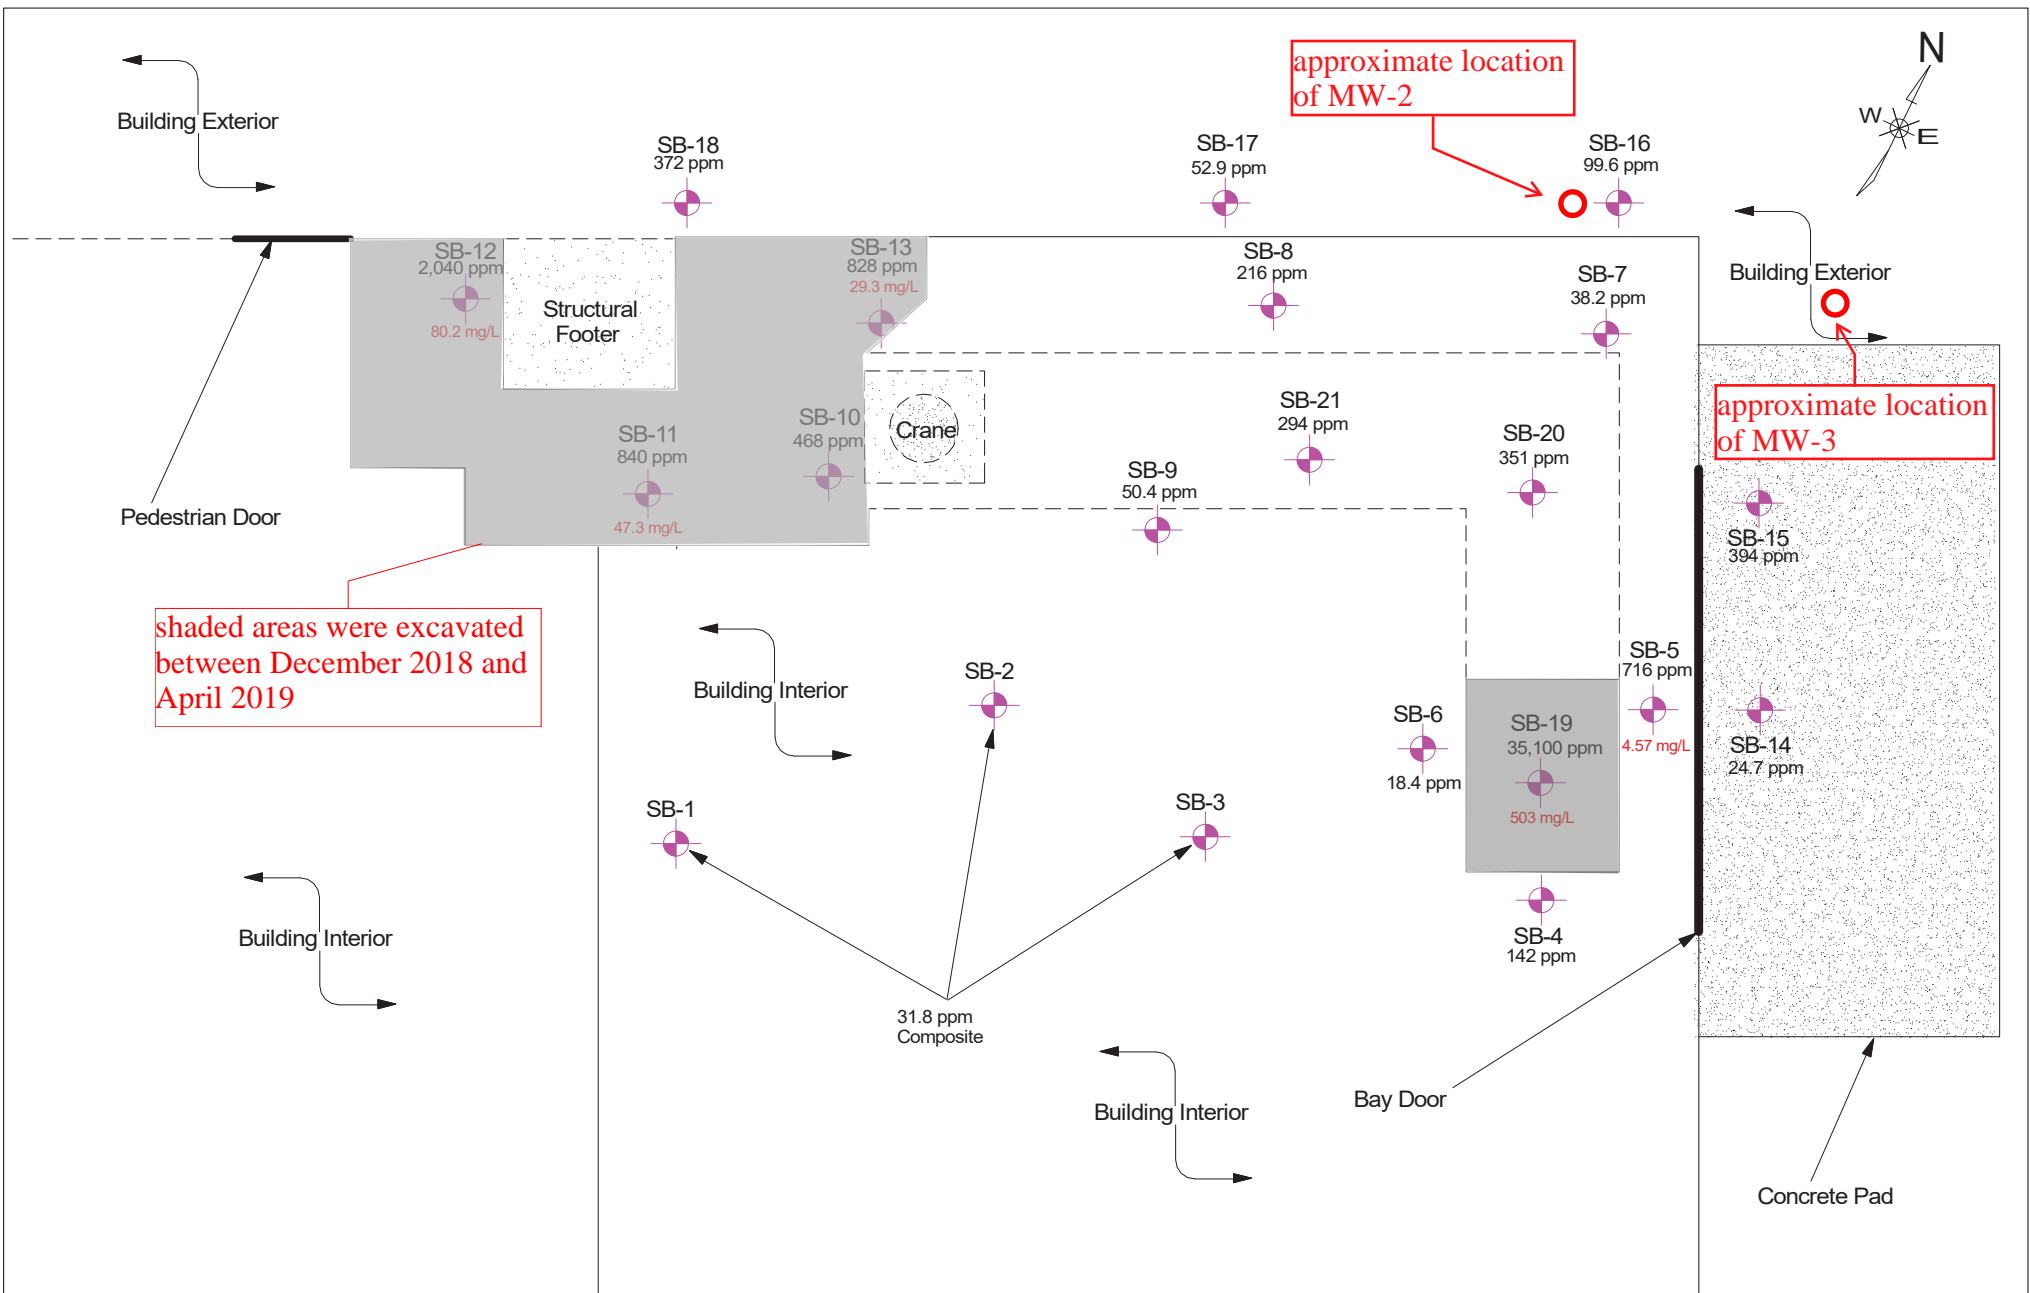 N
W
E
approximate location
of MW-2
Building Exterior
SB-18
372 ppm
SB-17
52.9 ppm
SB-16
99.6 ppm
SB-12
2,040 ppm
80.2 mg/L
Structural
Footer
SB-13
828 ppm
29.3 mg/L
SB-8
216 ppm
SB-7
38.2 ppm
Building Exterior
approximate location
of MW-3
SB-11
840 ppm
47.3 mg/L
SB-10
468 ppm
Crane
SB-21
294 ppm
SB-20
351 ppm
SB-9
50.4 ppm
Pedestrian Door
SB-15
394 ppm
shaded areas were excavated
between December 2018 and
April 2019
Building Interior
SB-2
SB-5
716 ppm
4.57 mg/L
SB-6
18.4 ppm
SB-19
35,100 ppm
503 mg/L
SB-14
24.7 ppm
SB-1
SB-3
Building Interior
SB-4
142 ppm
31.8 ppm
Composite
Building Interior
Bay Door
Concrete Pad